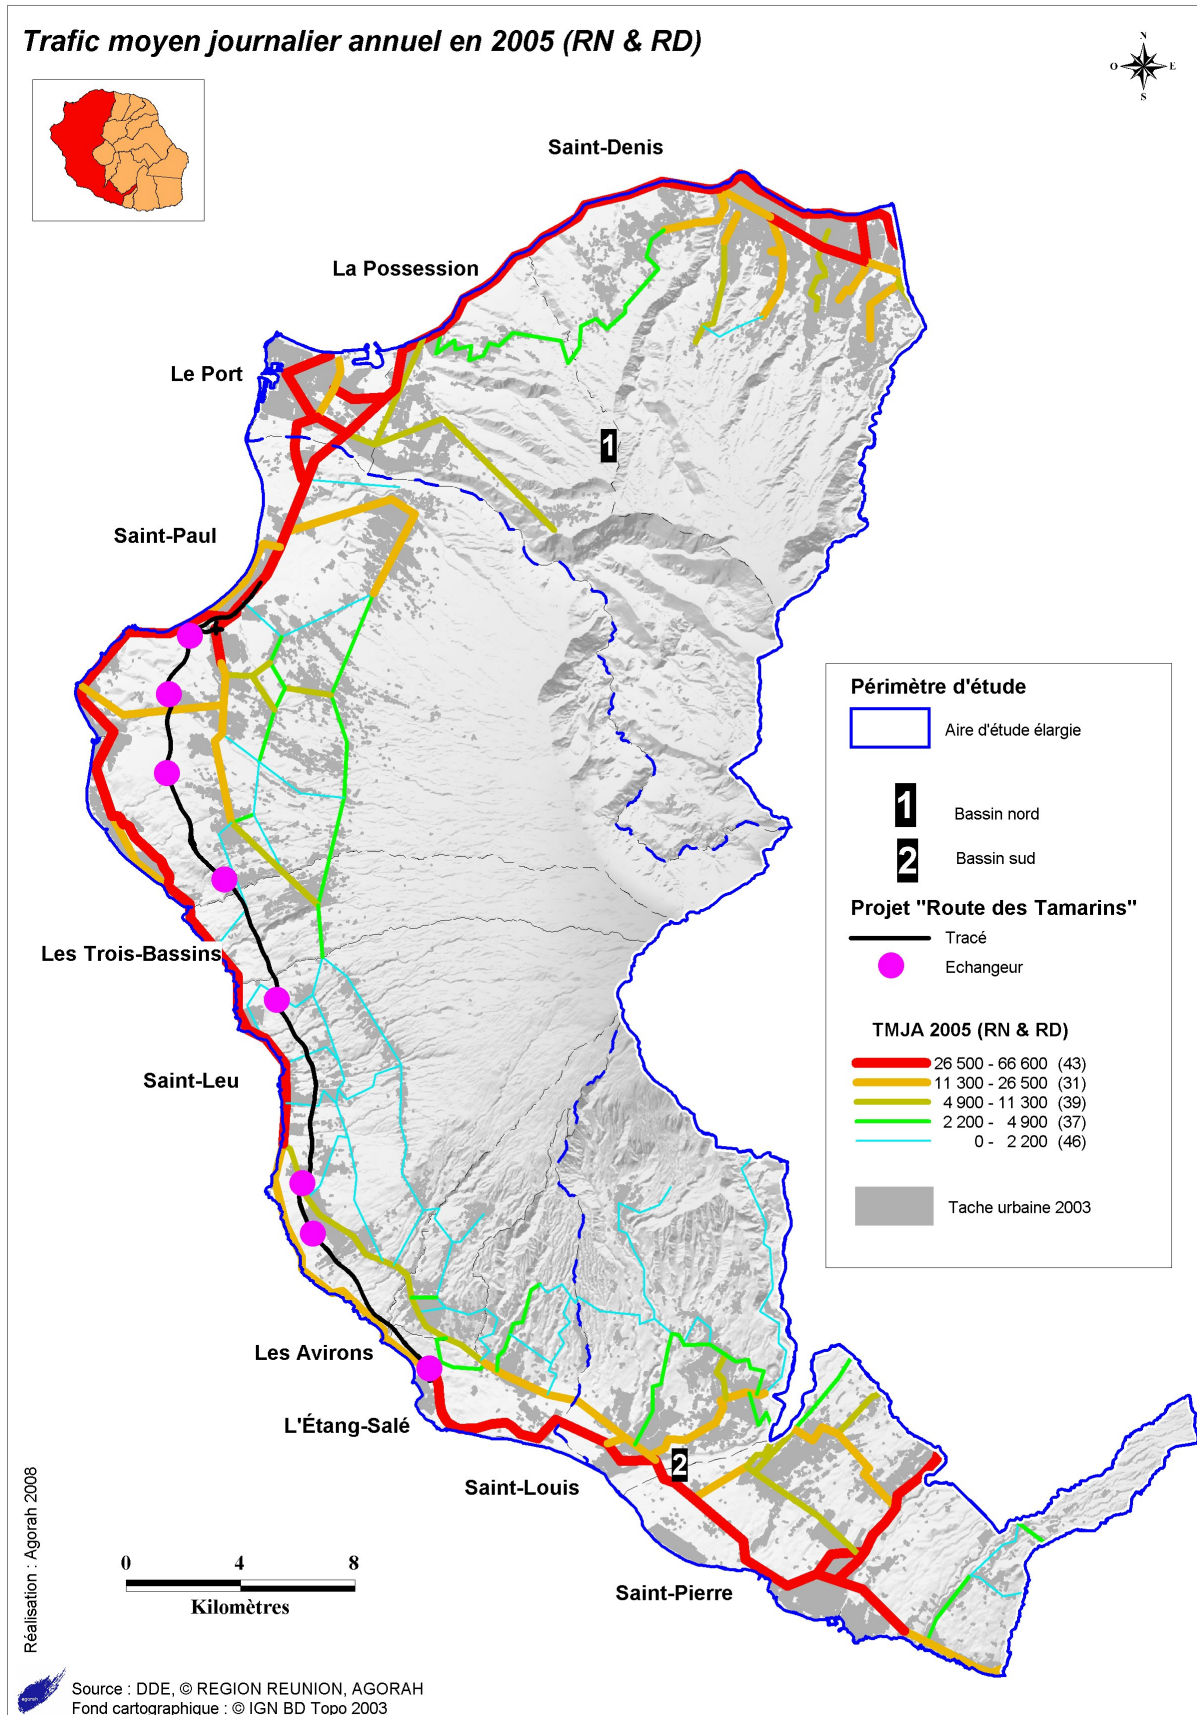 Trafic moyen journalier annuel en 2005 (RN & RD)
N
O
E
S
Saint-Denis
La Possession
Le Port
1
Saint-Paul
Les Trois-Bassins
Saint-Leu
Les Avirons
L'Étang-Salé
2
Saint-Louis
Saint-Pierre
Périmètre d'étude
Aire d'étude élargie
1
Bassin nord
2
Bassin sud
Projet "Route des Tamarins"
Tracé
Echangeur
TMJA 2005 (RN & RD)
26 500 - 66 600 (43)
11 300 - 26 500 (31)
4 900 - 11 300 (39)
2 200 - 4 900 (37)
0 - 2 200 (46)
Tache urbaine 2003
0 4 8
Kilomètres
Réalisation : Agorah 2008
agorah
Source : DDE, © REGION REUNION, AGORAH
Fond cartographique : © IGN BD Topo 2003